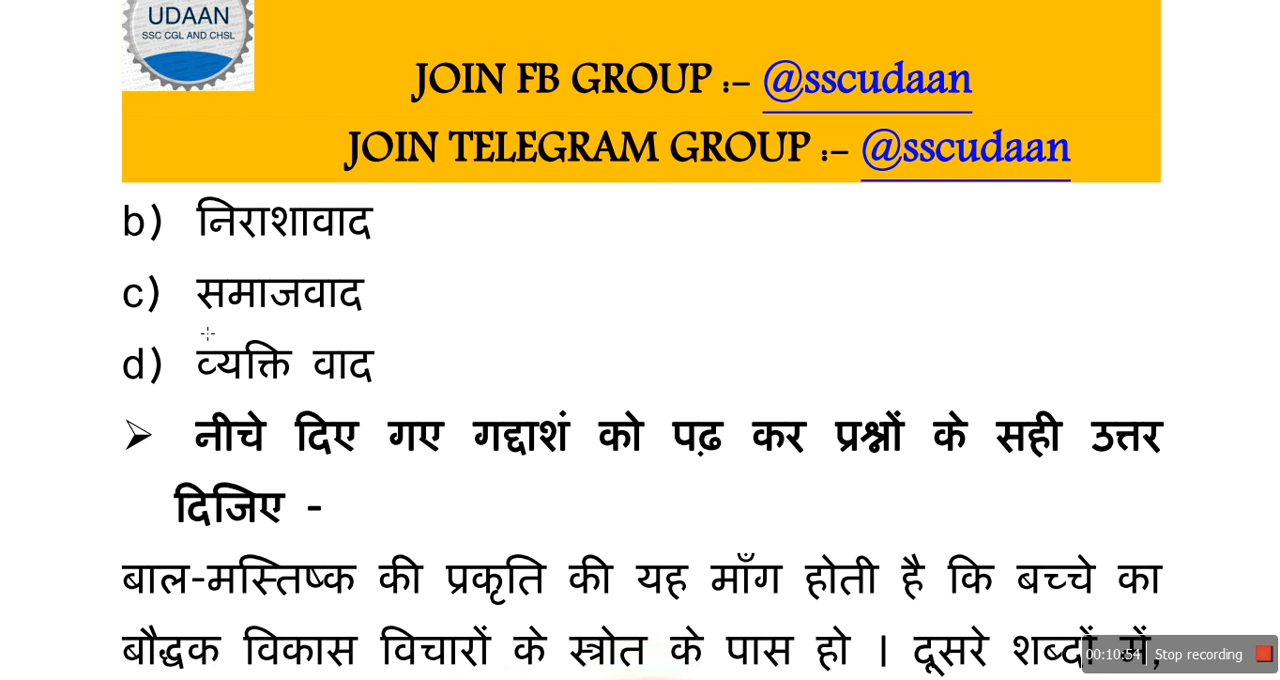 UDAAN
SSC CGL AND CHSL
JOIN FB GROUP :– @sscudaan
JOIN TELEGRAM GROUP :– @sscudaan
b) निराशावाद
c) समाजवाद
d) व्यक्ति वाद
➢ नीचे दिए गए गद्दाशं को पढ़ कर प्रश्नों के सही उत्तर
दिजिए -
बाल-मस्तिष्क की प्रकृति की यह माँग होती है कि बच्चे का
बौद्धक विकास विचारों के स्त्रोत के पास हो । दूसरे शब्दों में,
00:10:54 Stop recording